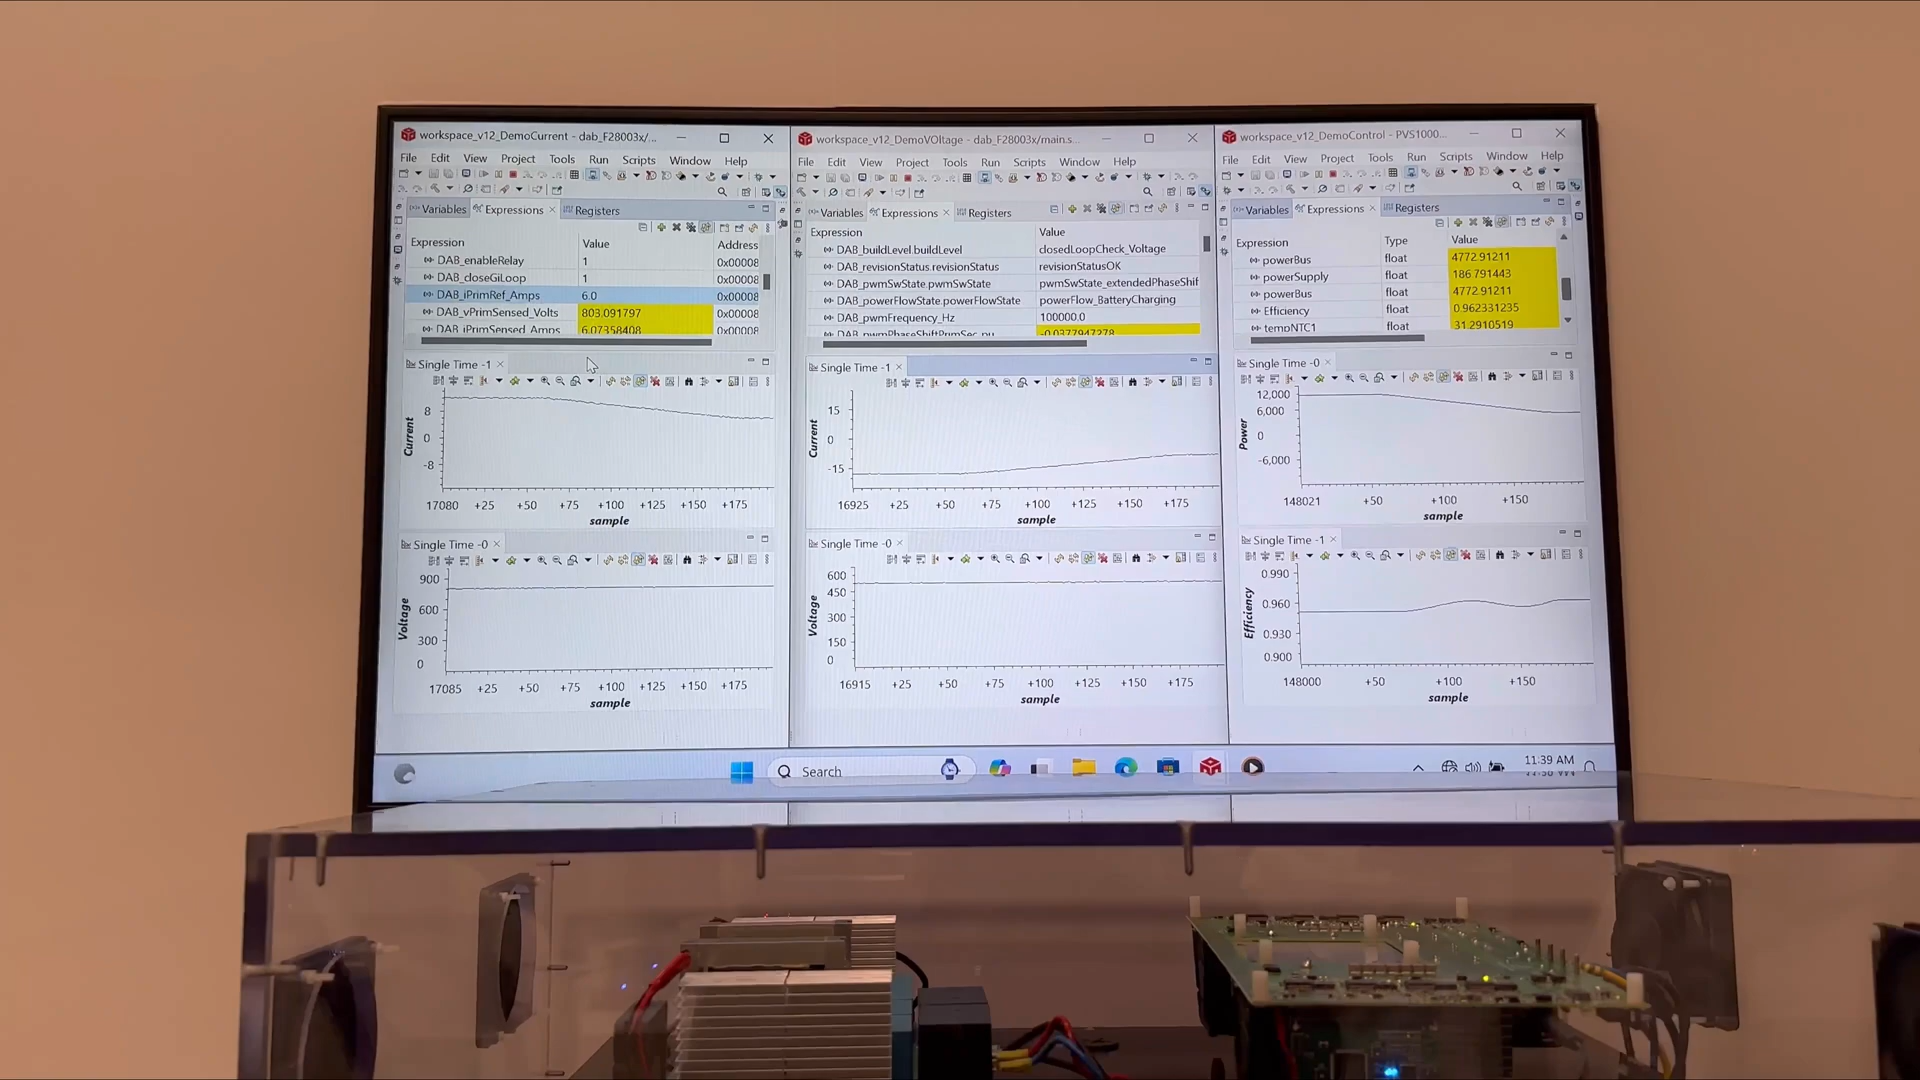 workspace_v12_DemoCurrent - dab_F28003x/...
File Edit View Project Tools Run Scripts Window Help
Variables Expressions Registers
Expression Value Address
DAB_enableRelay 1 0x00008
DAB_closeGiLoop 1 0x00008
DAB_iPrimRef_Amps 6.0 0x00008
DAB_vPrimSensed_Volts 803.091797 0x00008
DAB_iPrimSensed_Amps 6.07358408 0x00008
Single Time -1
Current
8
0
-8
17080 +25 +50 +75 +100 +125 +150 +175
sample
Single Time -0
Voltage
900
600
300
0
17085 +25 +50 +75 +100 +125 +150 +175
sample
workspace_v12_DemoVOltage - dab_F28003x/main.s...
File Edit View Project Tools Run Scripts Window Help
Variables Expressions Registers
Expression Value
DAB_buildLevel.buildLevel closedLoopCheck_Voltage
DAB_revisionStatus.revisionStatus revisionStatusOK
DAB_pwmSwState.pwmSwState pwmSwState_extendedPhaseShif
DAB_powerFlowState.powerFlowState powerFlow_BatteryCharging
DAB_pwmFrequency_Hz 100000.0
DAB_pwmPhaseShiftPrimSec_pu -0.0377947278
Single Time -1
Current
15
0
-15
16925 +25 +50 +75 +100 +125 +150 +175
sample
Single Time -0
Voltage
600
450
300
150
0
16915 +25 +50 +75 +100 +125 +150 +175
sample
workspace_v12_DemoControl - PVS1000...
File Edit View Project Tools Run Scripts Window Help
Variables Expressions Registers
Expression Type Value
powerBus float 4772.91211
powerSupply float 186.791443
powerBus float 4772.91211
Efficiency float 0.962331235
tempNTC1 float 31.2910519
Single Time -0
Power
12,000
6,000
0
-6,000
148021 +50 +100 +150
sample
Single Time -1
Efficiency
0.990
0.960
0.930
0.900
148000 +50 +100 +150
sample
Search
11:39 AM